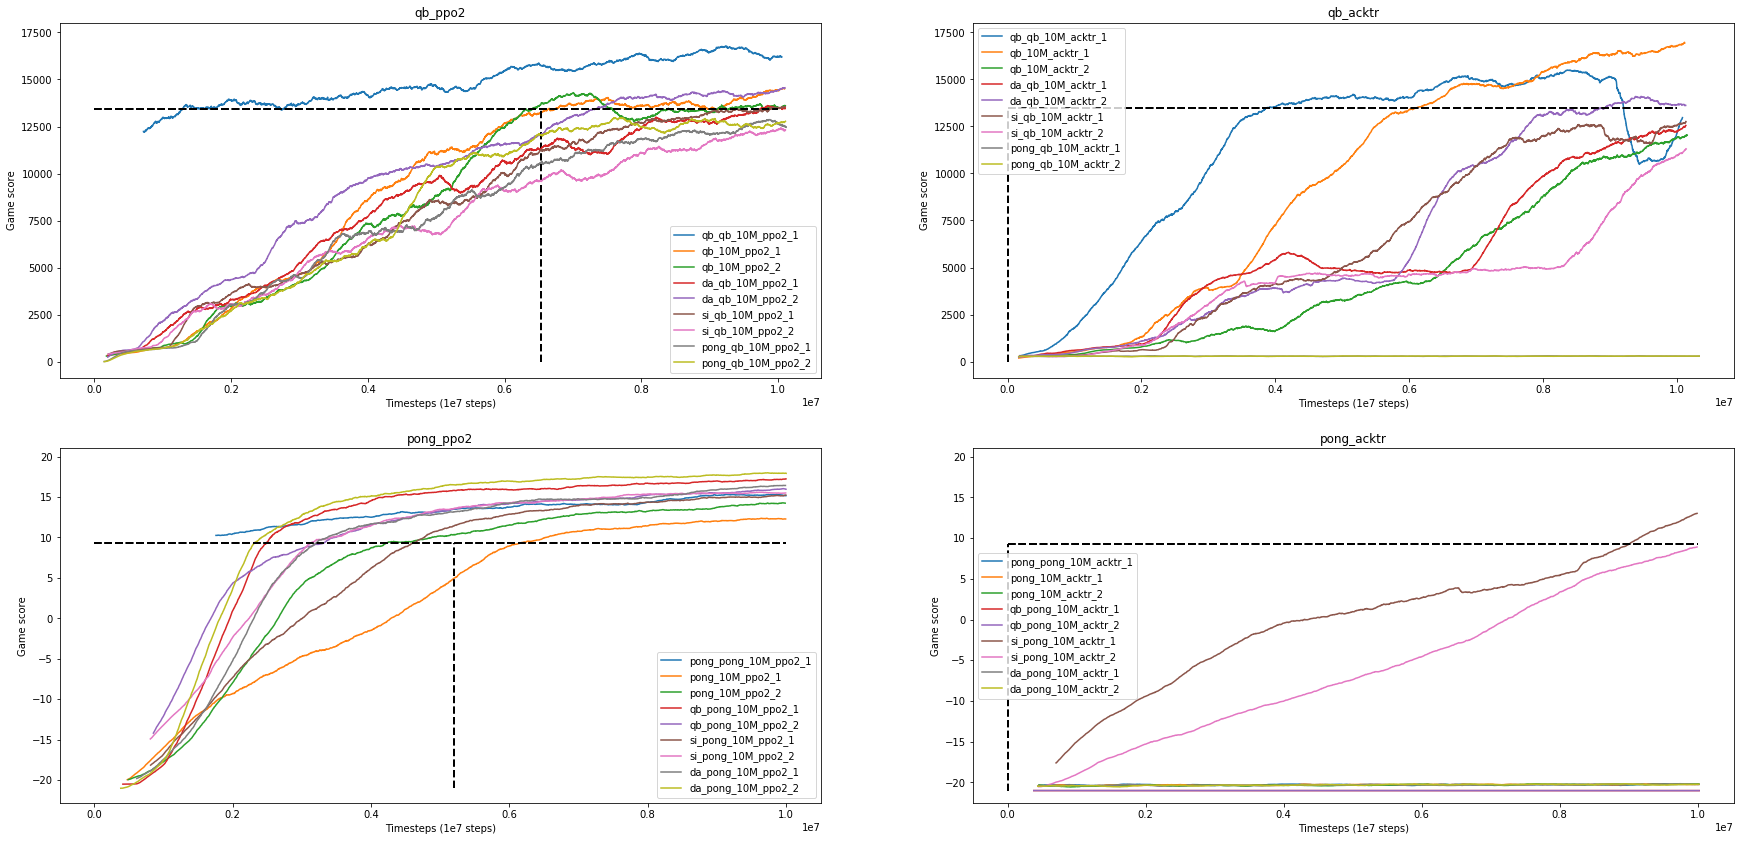 qb_ppo2
17500
15000
12500
10000
7500
5000
2500
0
Game score
0.0
0.2
0.4
0.6
0.8
1.0
1e7
Timesteps (1e7 steps)
qb_qb_10M_ppo2_1
qb_10M_ppo2_1
qb_10M_ppo2_2
da_qb_10M_ppo2_1
da_qb_10M_ppo2_2
si_qb_10M_ppo2_1
si_qb_10M_ppo2_2
pong_qb_10M_ppo2_1
pong_qb_10M_ppo2_2
qb_acktr
17500
15000
12500
10000
7500
5000
2500
0
Game score
qb_qb_10M_acktr_1
qb_10M_acktr_1
qb_10M_acktr_2
da_qb_10M_acktr_1
da_qb_10M_acktr_2
si_qb_10M_acktr_1
si_qb_10M_acktr_2
pong_qb_10M_acktr_1
pong_qb_10M_acktr_2
0.0
0.2
0.4
0.6
0.8
1.0
1e7
Timesteps (1e7 steps)
pong_ppo2
20
15
10
5
0
−5
−10
−15
−20
Game score
pong_pong_10M_ppo2_1
pong_10M_ppo2_1
pong_10M_ppo2_2
qb_pong_10M_ppo2_1
qb_pong_10M_ppo2_2
si_pong_10M_ppo2_1
si_pong_10M_ppo2_2
da_pong_10M_ppo2_1
da_pong_10M_ppo2_2
0.0
0.2
0.4
0.6
0.8
1.0
1e7
Timesteps (1e7 steps)
pong_acktr
20
15
10
5
0
−5
−10
−15
−20
Game score
pong_pong_10M_acktr_1
pong_10M_acktr_1
pong_10M_acktr_2
qb_pong_10M_acktr_1
qb_pong_10M_acktr_2
si_pong_10M_acktr_1
si_pong_10M_acktr_2
da_pong_10M_acktr_1
da_pong_10M_acktr_2
0.0
0.2
0.4
0.6
0.8
1.0
1e7
Timesteps (1e7 steps)